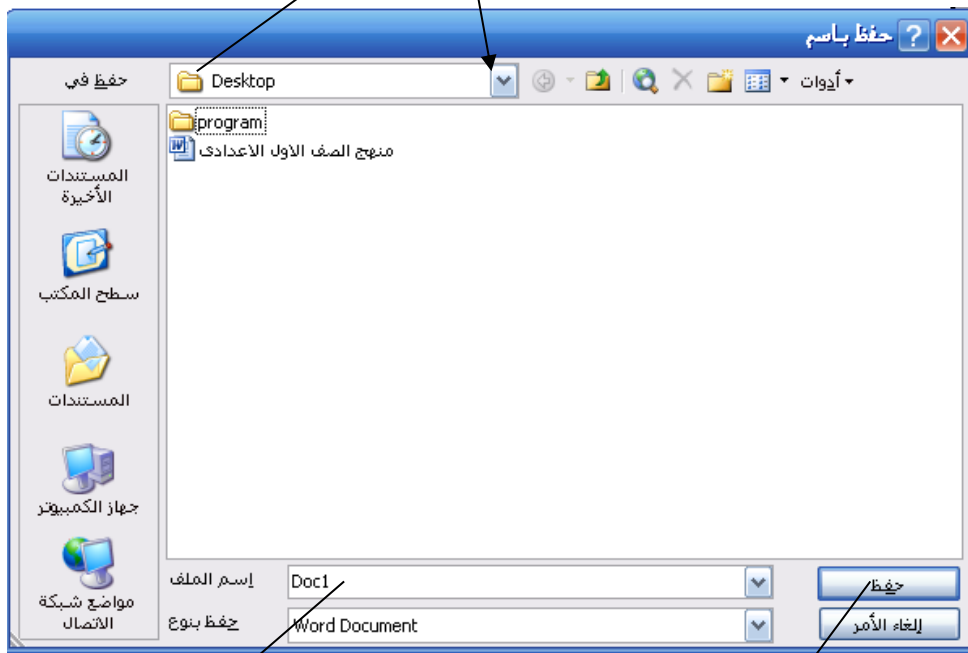 حفظ باسم
حفظ في
Desktop
أدوات
program
منهج الصف الاول الاعدادى
المستندات
الأخيرة
سطح المكتب
المستندات
جهاز الكمبيوتر
مواضع شبكة
الاتصال
إسم الملف
Doc1
حفظ
حفظ بنوع
Word Document
إلغاء الأمر